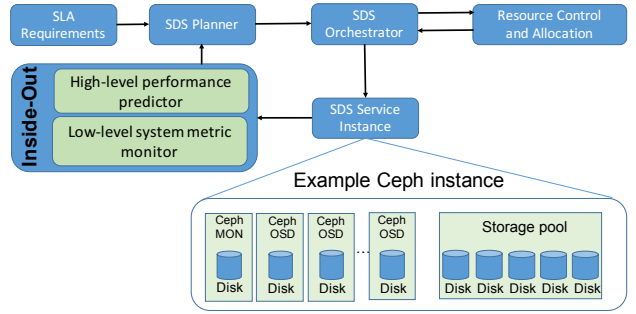 SLA
Requirements
SDS Planner
SDS
Orchestrator
Resource Control
and Allocation
Inside-Out
High-level performance
predictor
Low-level system metric
monitor
SDS Service
Instance
Example Ceph instance
Ceph
MON
Disk
Ceph
OSD
Disk
Ceph
OSD
Disk
...
Ceph
OSD
Disk
Storage pool
Disk Disk Disk Disk Disk